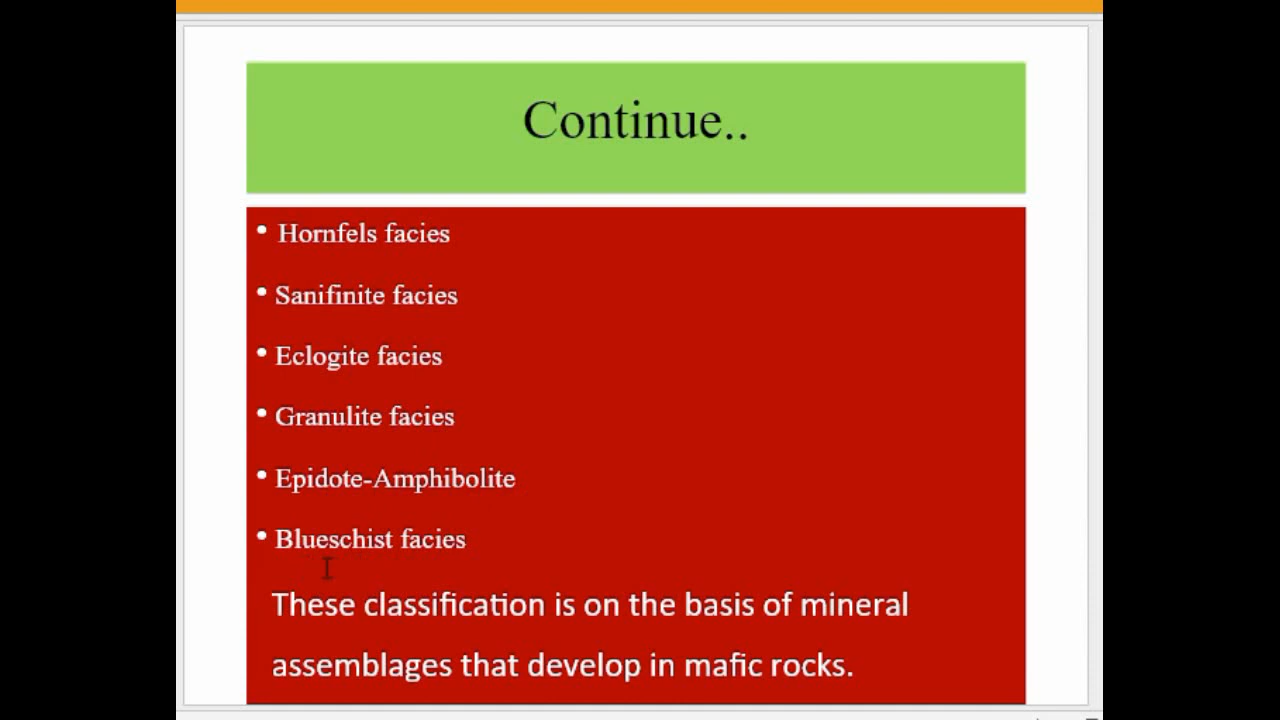 Continue..
• Hornfels facies
• Sanifinite facies
• Eclogite facies
• Granulite facies
• Epidote-Amphibolite
• Blueschist facies
These classification is on the basis of mineral
assemblages that develop in mafic rocks.